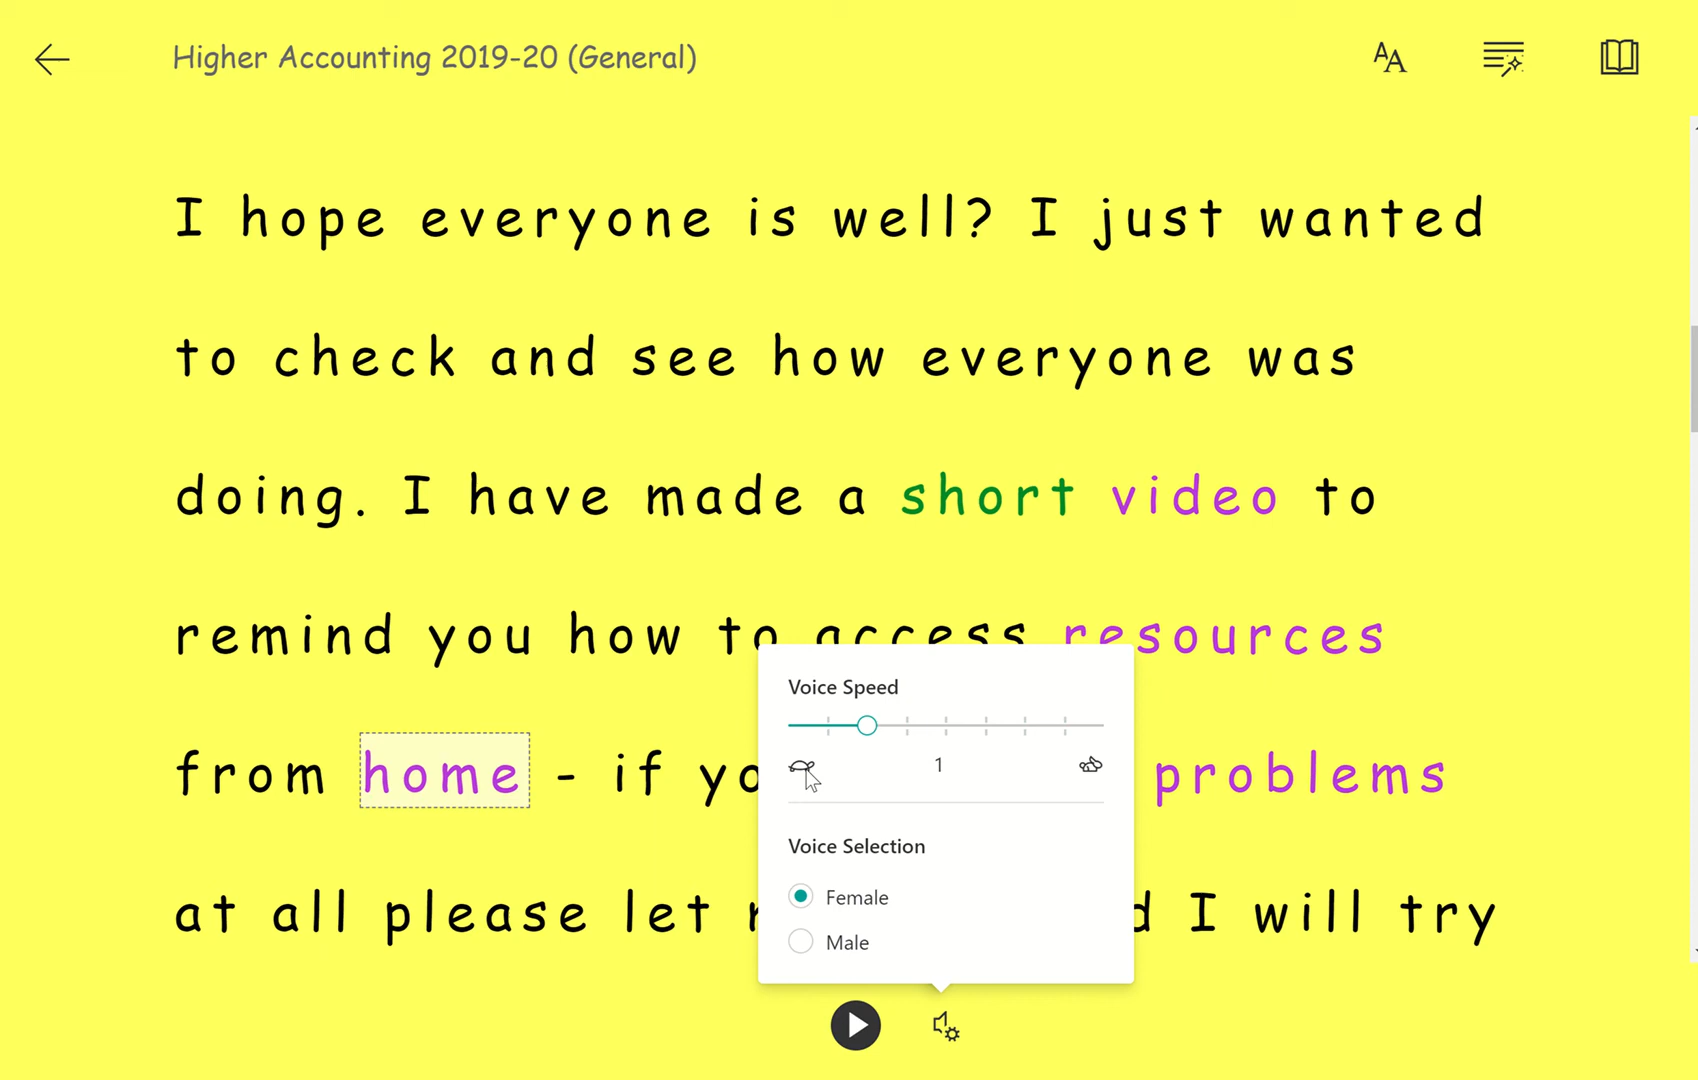 Higher Accounting 2019-20 (General)
I hope everyone is well? I just wanted
to check and see how everyone was
doing. I have made a short video to
remind you how to access resources
from home - if yo problems
at all please let d I will try
Voice Speed
1
Voice Selection
Female
Male